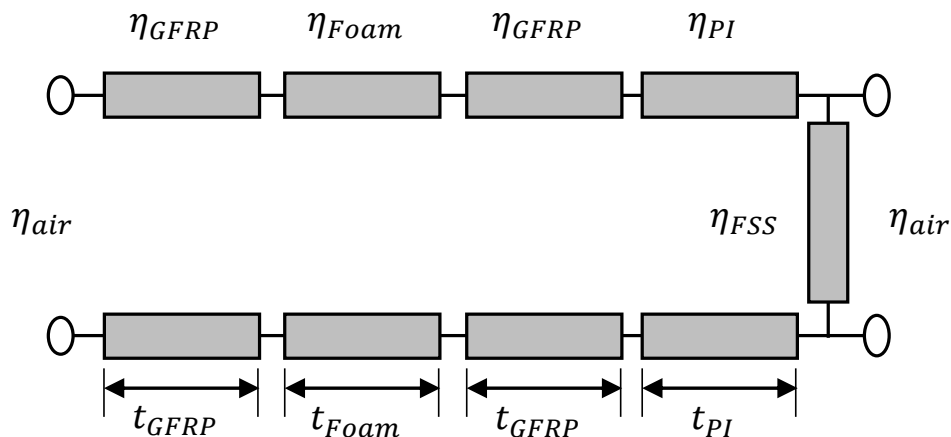 η_GFRP η_Foam η_GFRP η_PI
η_air η_FSS η_air
t_GFRP t_Foam t_GFRP t_PI